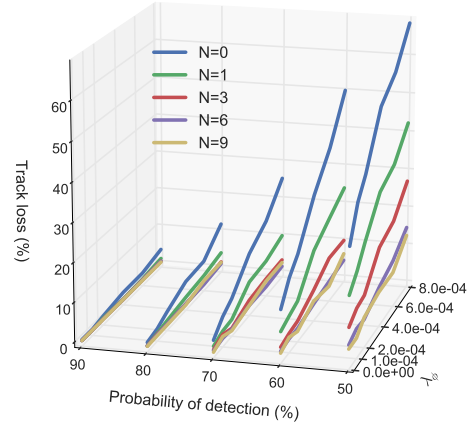 N=0
N=1
N=3
N=6
N=9
Track loss (%)
60
50
40
30
20
10
0
90
80
70
60
50
Probability of detection (%)
8.0e-04
6.0e-04
4.0e-04
2.0e-04
1.0e-04
0.0e+00